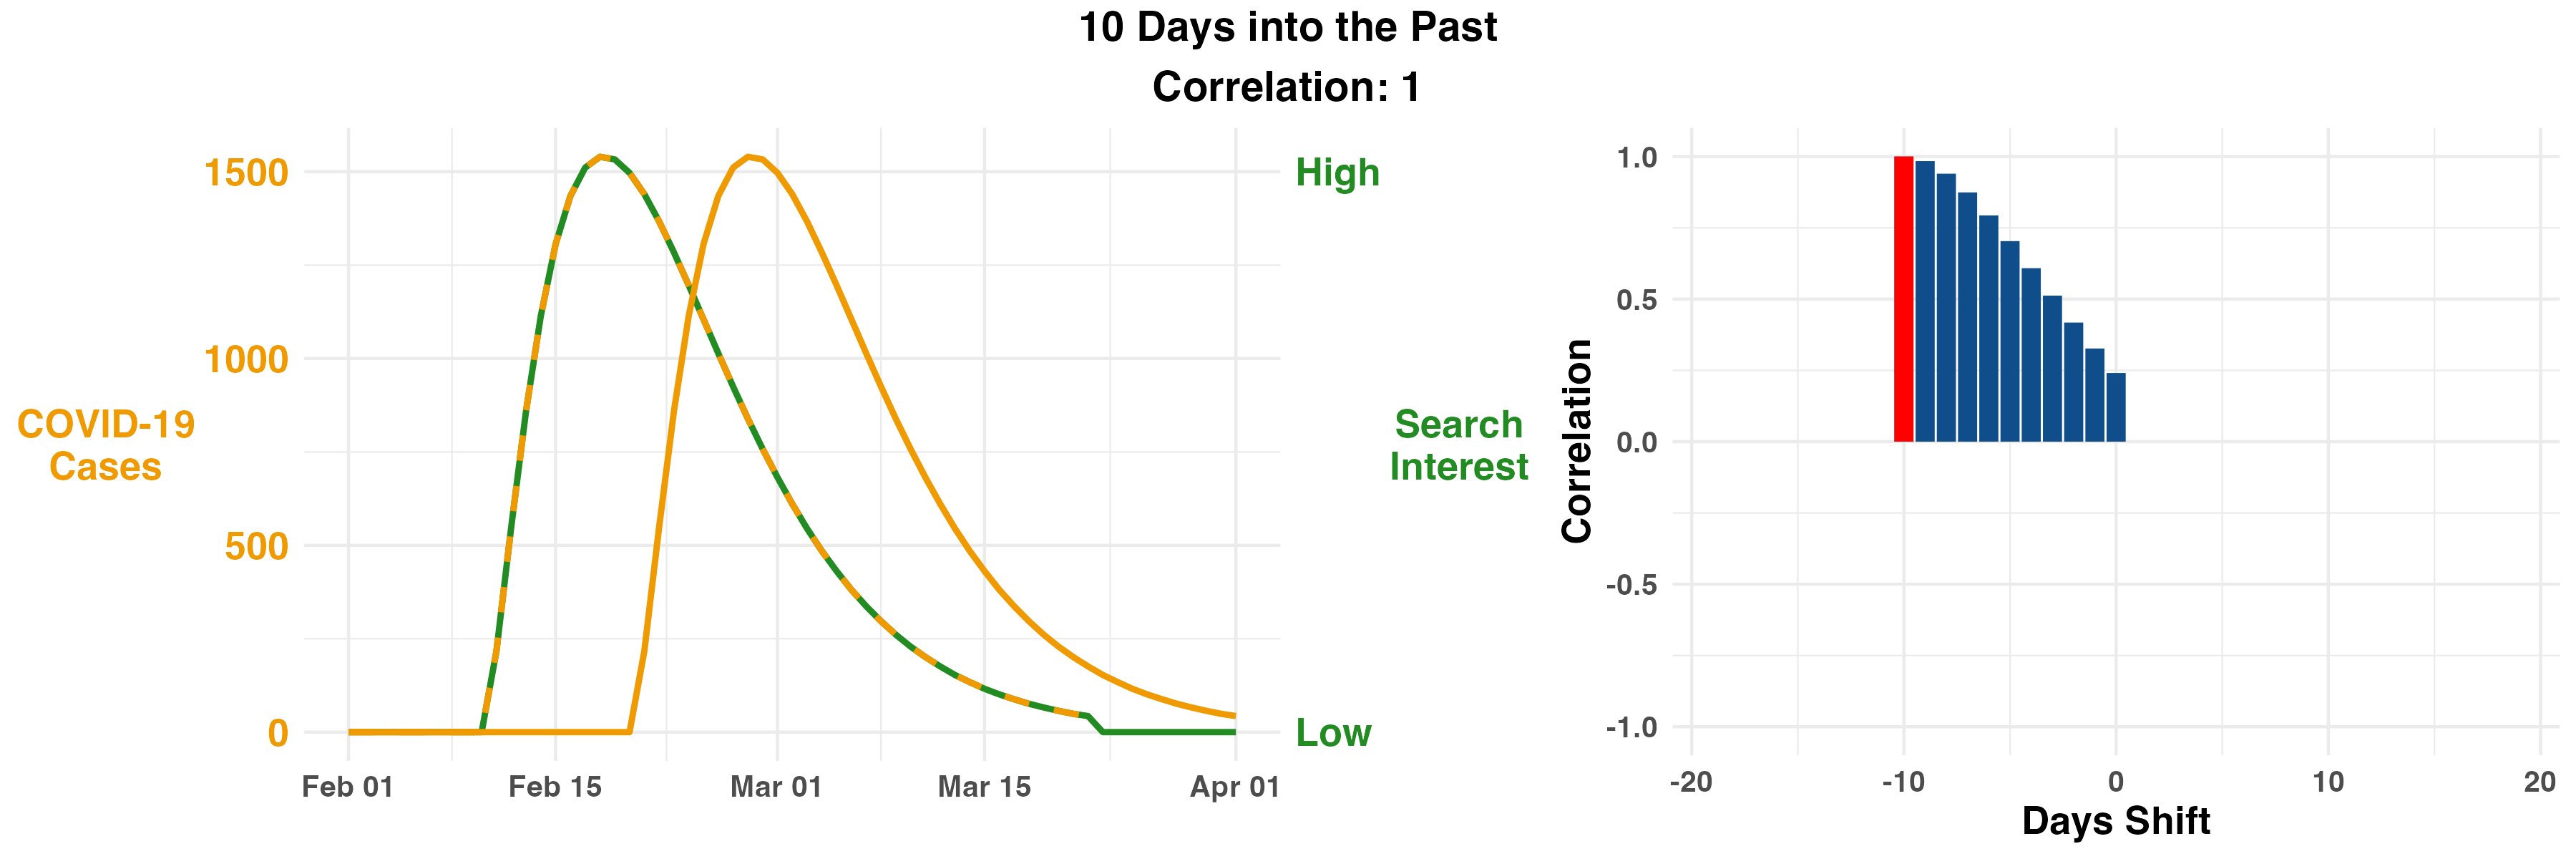 10 Days into the Past
Correlation: 1
1500
1000
500
0
COVID-19
Cases
Feb 01
Feb 15
Mar 01
Mar 15
Apr 01
High
Low
Search
Interest
Correlation
1.0
0.5
0.0
-0.5
-1.0
-20
-10
0
10
20
Days Shift